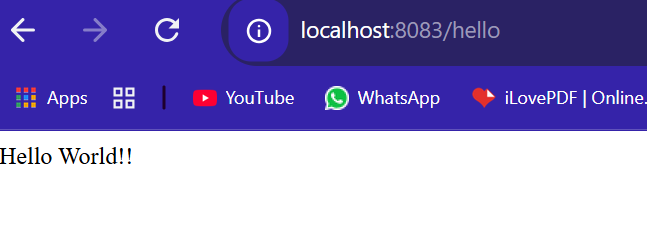 localhost:8083/hello
Apps YouTube WhatsApp iLovePDF | Online.
Hello World!!